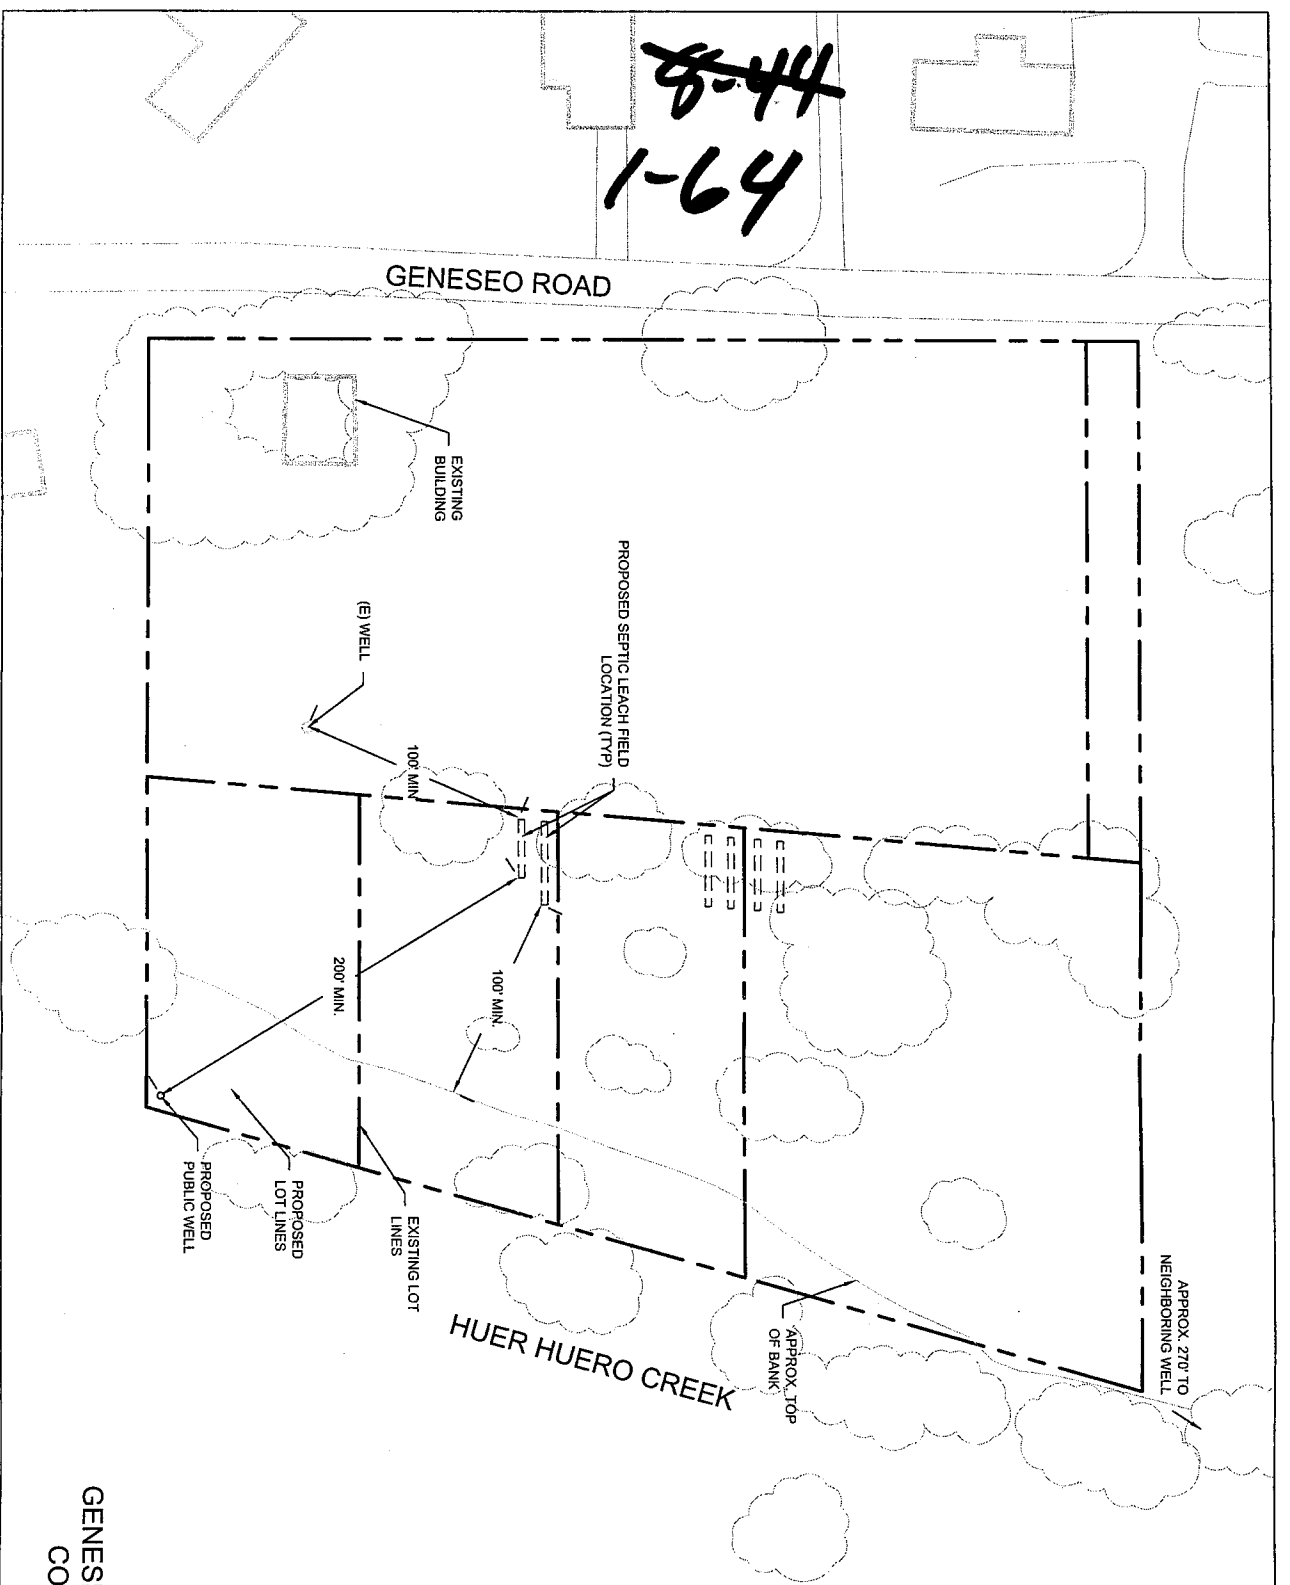 8-44
1-64
GENESEO ROAD
EXISTING
BUILDING
PROPOSED SEPTIC LEACH FIELD
LOCATION (TYP)
(E) WELL
100' MIN
200' MIN.
100' MIN.
PROPOSED
PUBLIC WELL
PROPOSED
LOT LINES
EXISTING LOT
LINES
APPROX. TOP
OF BANK
APPROX. 270' TO
NEIGHBORING WELL
HUER HUERO CREEK
GENES
CO